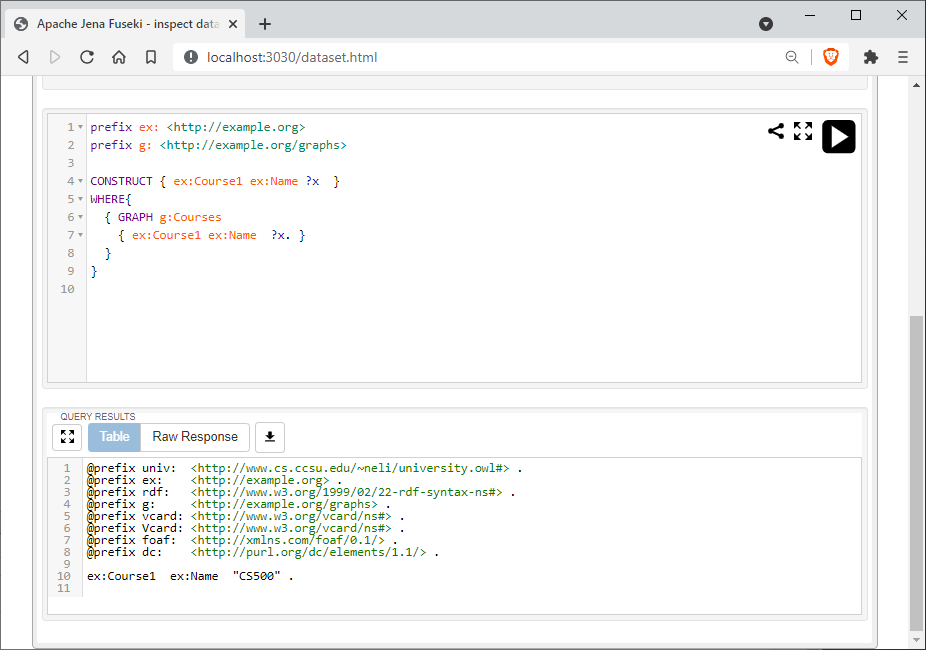 Apache Jena Fuseki - inspect data
localhost:3030/dataset.html
1 prefix ex: <http://example.org>
2 prefix g: <http://example.org/graphs>
3
4 CONSTRUCT { ex:Course1 ex:Name ?x  }
5 WHERE{
6   { GRAPH g:Courses
7     { ex:Course1 ex:Name  ?x. }
8   }
9 }
10
QUERY RESULTS
Table Raw Response
1 @prefix univ:  <http://www.cs.ccsu.edu/~neli/university.owl#> .
2 @prefix ex:    <http://example.org> .
3 @prefix rdf:   <http://www.w3.org/1999/02/22-rdf-syntax-ns#> .
4 @prefix g:     <http://example.org/graphs> .
5 @prefix vcard: <http://www.w3.org/vcard/ns#> .
6 @prefix Vcard: <http://www.w3.org/vcard/ns#> .
7 @prefix foaf:  <http://xmlns.com/foaf/0.1/> .
8 @prefix dc:    <http://purl.org/dc/elements/1.1/> .
9
10 ex:Course1  ex:Name  "CS500" .
11